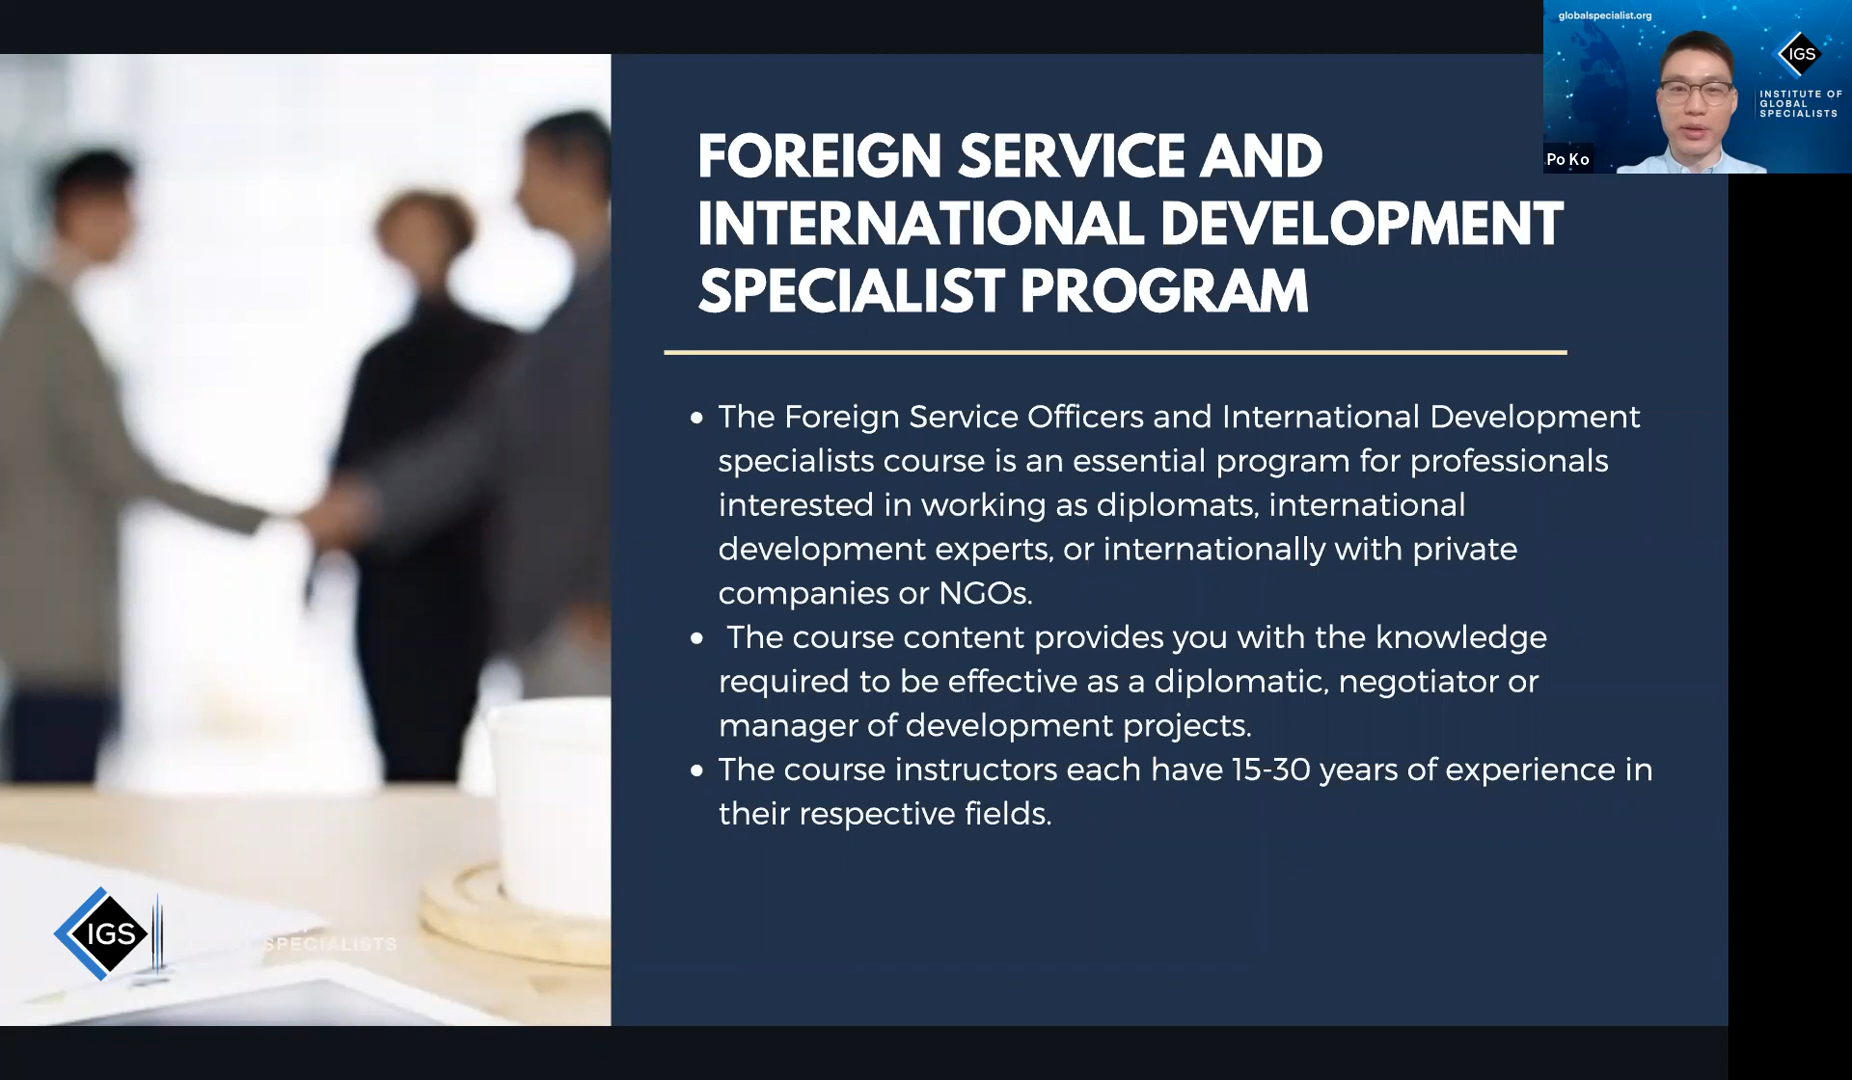 globalspecialist.org
IGS
INSTITUTE OF
GLOBAL
SPECIALISTS
Po Ko
FOREIGN SERVICE AND
INTERNATIONAL DEVELOPMENT
SPECIALIST PROGRAM
• The Foreign Service Officers and International Development
specialists course is an essential program for professionals
interested in working as diplomats, international
development experts, or internationally with private
companies or NGOs.
• The course content provides you with the knowledge
required to be effective as a diplomatic, negotiator or
manager of development projects.
• The course instructors each have 15-30 years of experience in
their respective fields.
IGS
SPECIALISTS